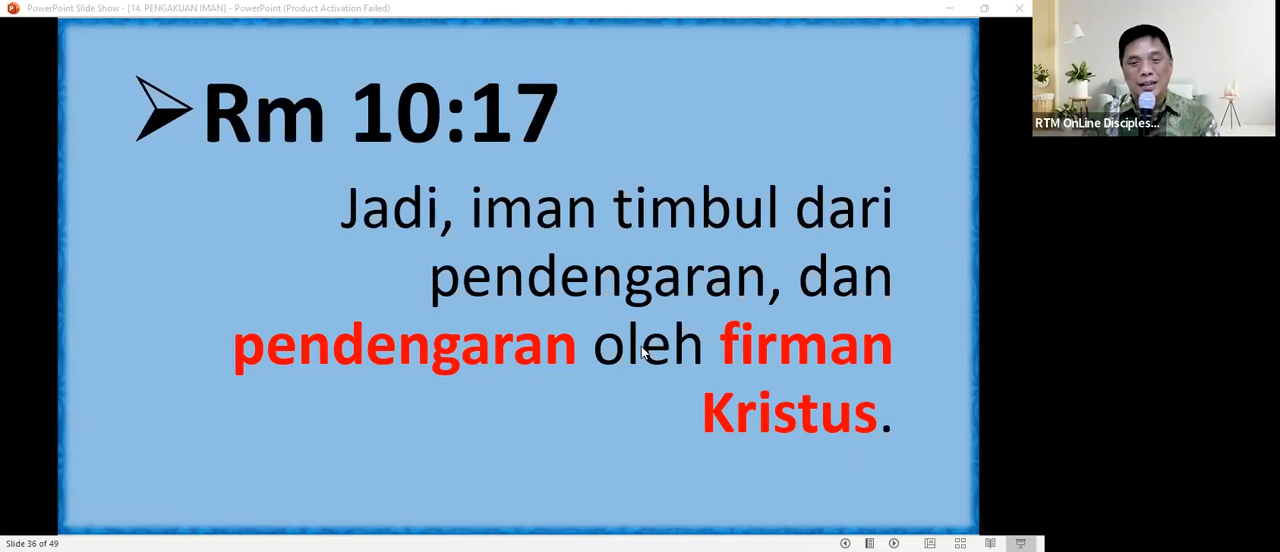 PowerPoint Slide Show - [14. PENGAKUAN IMAN] - PowerPoint (Product Activation Failed)
RTM OnLine Disciples...
Rm 10:17
Jadi, iman timbul dari
pendengaran, dan
pendengaran oleh firman
Kristus.
Slide 36 of 49